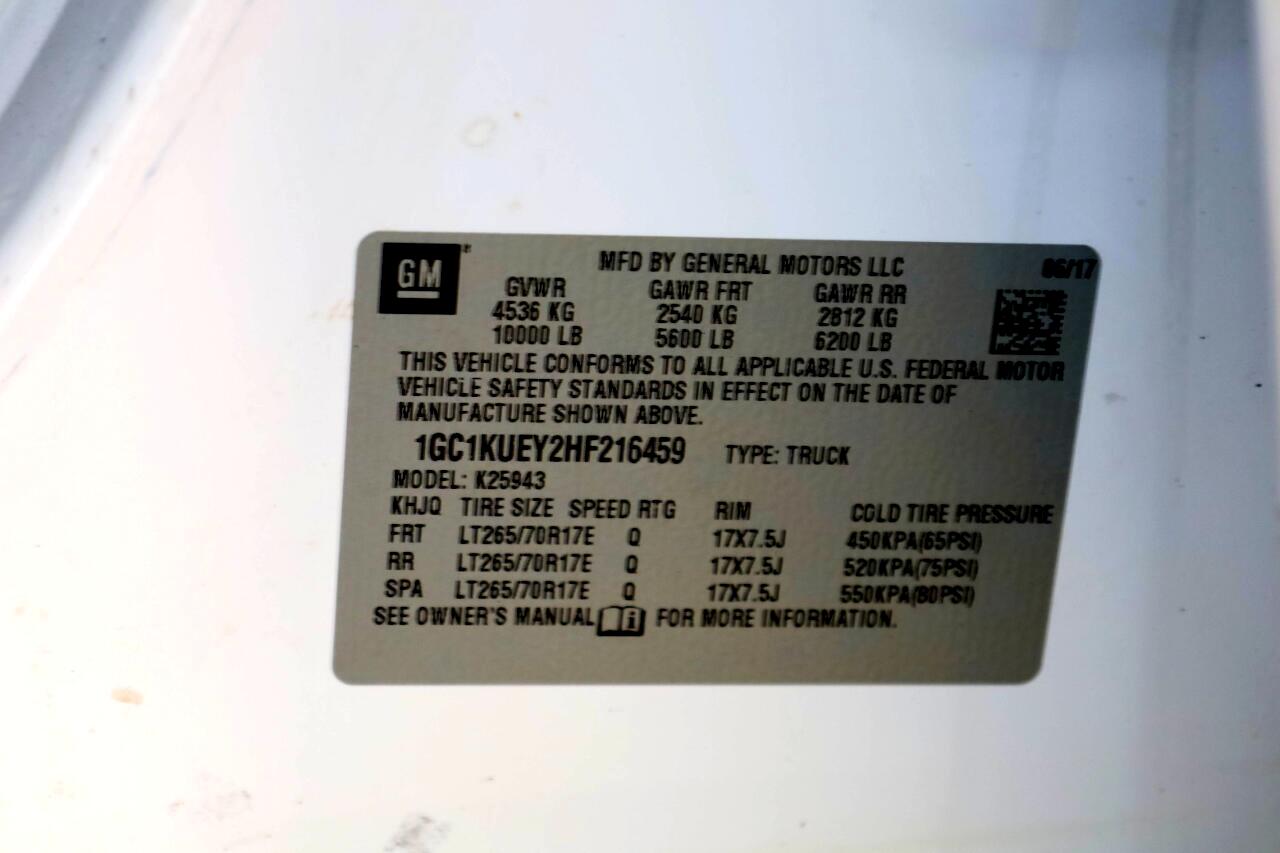 GM® MFD BY GENERAL MOTORS LLC 06/17
GVWR GAWR FRT GAWR RR
4536 KG 2540 KG 2812 KG
10000 LB 5600 LB 6200 LB
THIS VEHICLE CONFORMS TO ALL APPLICABLE U.S. FEDERAL MOTOR
VEHICLE SAFETY STANDARDS IN EFFECT ON THE DATE OF
MANUFACTURE SHOWN ABOVE.
1GC1KUEY2HF216459 TYPE: TRUCK
MODEL: K25943
KHJQ TIRE SIZE SPEED RTG RIM COLD TIRE PRESSURE
FRT LT265/70R17E Q 17X7.5J 450KPA(65PSI)
RR LT265/70R17E Q 17X7.5J 520KPA(75PSI)
SPA LT265/70R17E Q 17X7.5J 550KPA(80PSI)
SEE OWNER'S MANUAL FOR MORE INFORMATION.